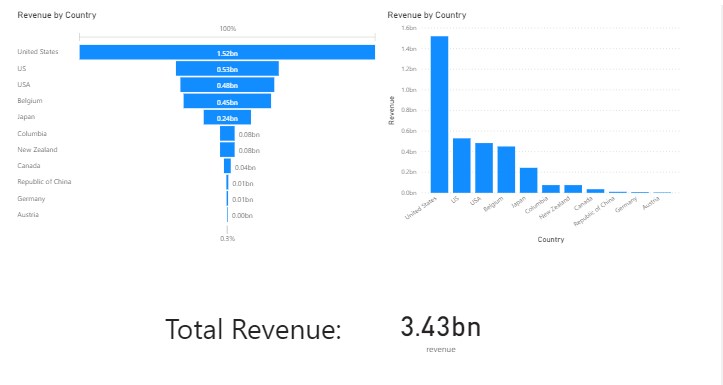 Revenue by Country
100%
United States 1.52bn
US 0.53bn
USA 0.48bn
Belgium 0.45bn
Japan 0.24bn
Columbia 0.08bn
New Zealand 0.08bn
Canada 0.04bn
Republic of China 0.01bn
Germany 0.01bn
Austria 0.00bn
0.3%
Revenue by Country
Revenue
1.6bn
1.4bn
1.2bn
1.0bn
0.8bn
0.6bn
0.4bn
0.2bn
0.0bn
United States
US
USA
Belgium
Japan
Columbia
New Zealand
Canada
Republic of China
Germany
Austria
Country
Total Revenue:
3.43bn
revenue